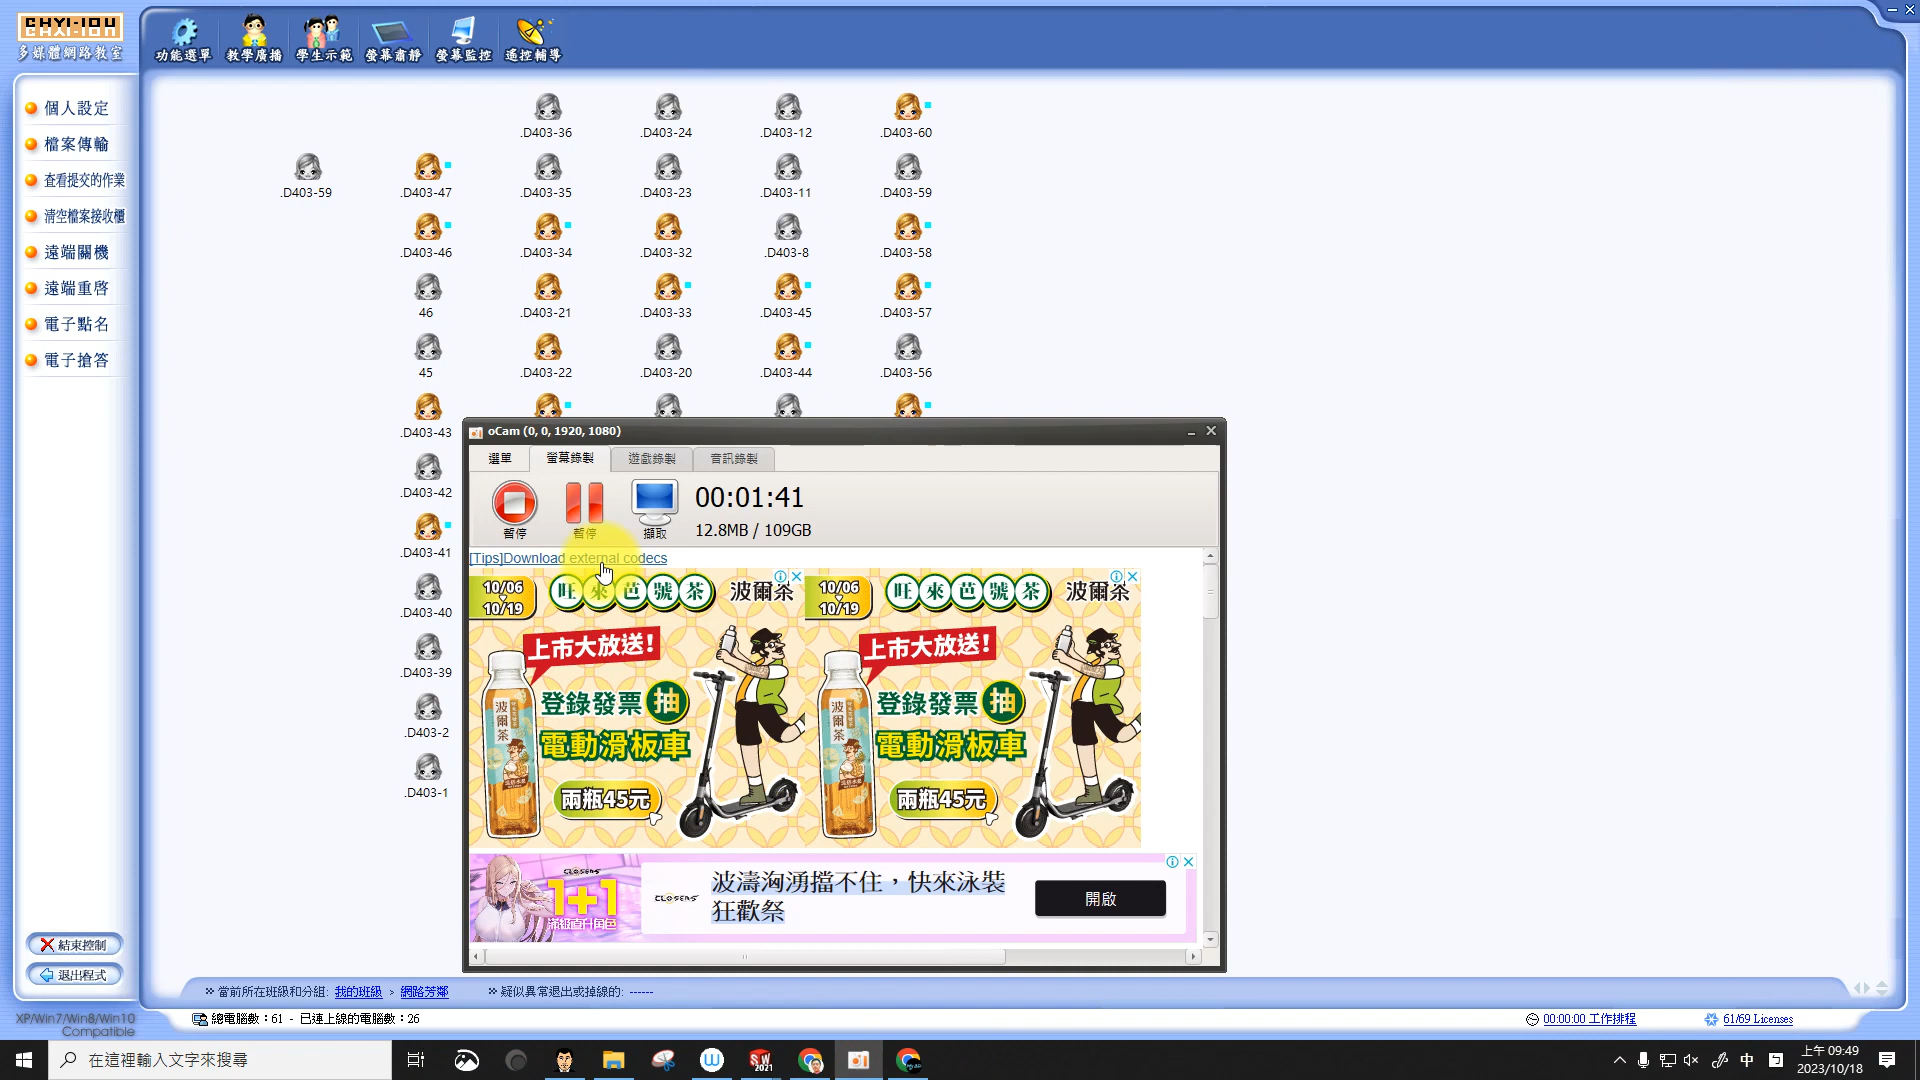 CHYI-IOU
多媒體網路教室
功能選單
教學廣播
學生示範
螢幕肅靜
螢幕監控
遙控輔導
個人設定
檔案傳輸
查看提交的作業
清空檔案接收櫃
遠端關機
遠端重啓
電子點名
電子搶答
.D403-36
.D403-24
.D403-12
.D403-60
.D403-59
.D403-47
.D403-35
.D403-23
.D403-11
.D403-59
.D403-46
.D403-34
.D403-32
.D403-8
.D403-58
46
.D403-21
.D403-33
.D403-45
.D403-57
45
.D403-22
.D403-20
.D403-44
.D403-56
.D403-43
.D403-42
.D403-41
.D403-40
.D403-39
.D403-2
.D403-1
oCam (0, 0, 1920, 1080)
選單
螢幕錄製
遊戲錄製
音訊錄製
暫停
暫停
擷取
00:01:41
12.8MB / 109GB
[Tips]Download external codecs
10/06
10/19
旺來芭號茶
波爾茶
上市大放送!
登錄發票抽
電動滑板車
兩瓶45元
波爾茶
10/06
10/19
旺來芭號茶
波爾茶
上市大放送!
登錄發票抽
電動滑板車
兩瓶45元
波爾茶
CLOSERS
1+1
滿級直升角色
CLOSERS
波濤洶湧擋不住，快來泳裝
狂歡祭
開啟
結束控制
退出程式
XP/Win7/Win8/Win10
Compatible
當前所在班級和分組: 我的班級 > 網路芳鄰
疑似異常退出或掉線的: ------
總電腦數：61 - 已連上線的電腦數：26
00:00:00 工作排程
61/69 Licenses
在這裡輸入文字來搜尋
SW
2021
中
上午 09:49
2023/10/18